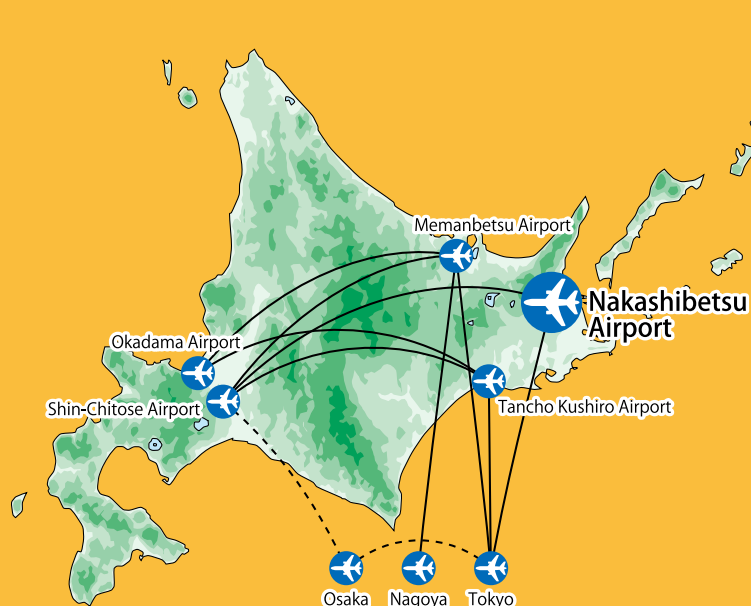 Memanbetsu Airport
Nakashibetsu
Airport
Okadama Airport
Shin-Chitose Airport
Tancho Kushiro Airport
Osaka
Nagoya
Tokyo